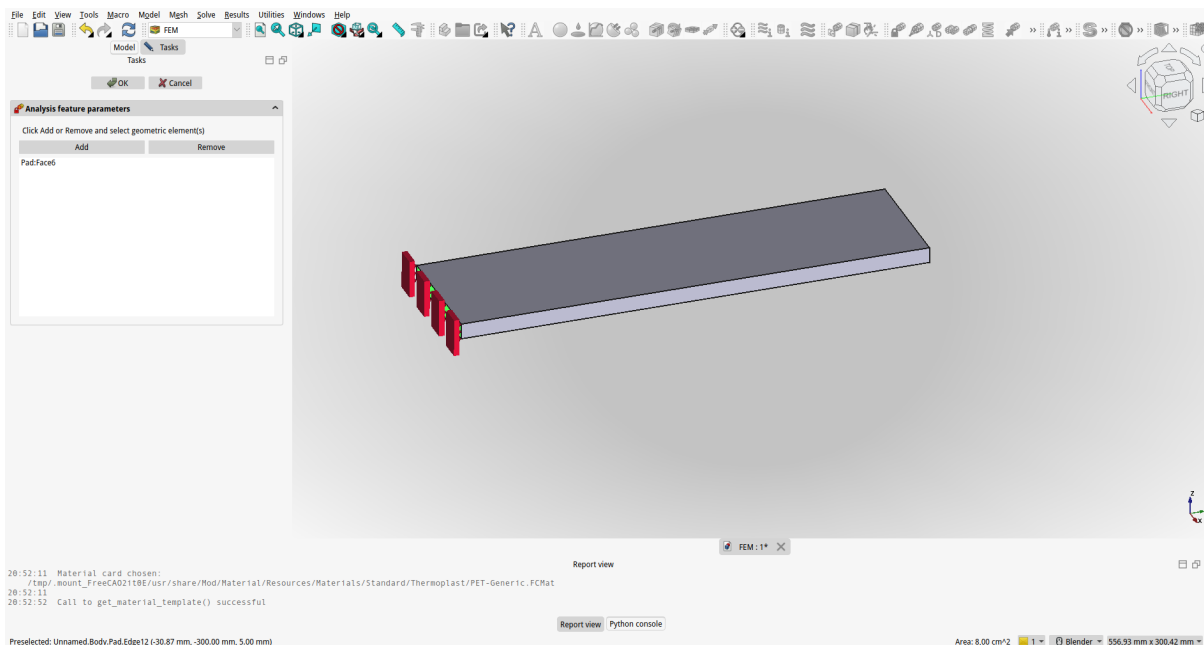 File Edit View Tools Macro Model Mesh Solve Results Utilities Windows Help
FEM
Model Tasks
Tasks
OK Cancel
Analysis feature parameters
Click Add or Remove and select geometric element(s)
Add Remove
Pad:Face6
RIGHT
Z
X
FEM : 1*
Report view
20:52:11 Material card chosen:
/tmp/.mount_FreeCAO2itBE/usr/share/Mod/Material/Resources/Materials/Standard/Thermoplast/PET-Generic.FCMat
20:52:11
20:52:52 Call to get_material_template() successful
Report view Python console
Preselected: Unnamed.Body.Pad.Edge12 (-30.87 mm, -300.00 mm, 5.00 mm) Area: 8.00 cm^2 1 Blender 556.93 mm x 300.42 mm